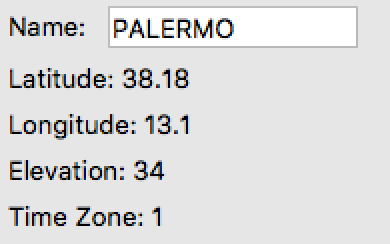 Name: PALERMO
Latitude: 38.18
Longitude: 13.1
Elevation: 34
Time Zone: 1